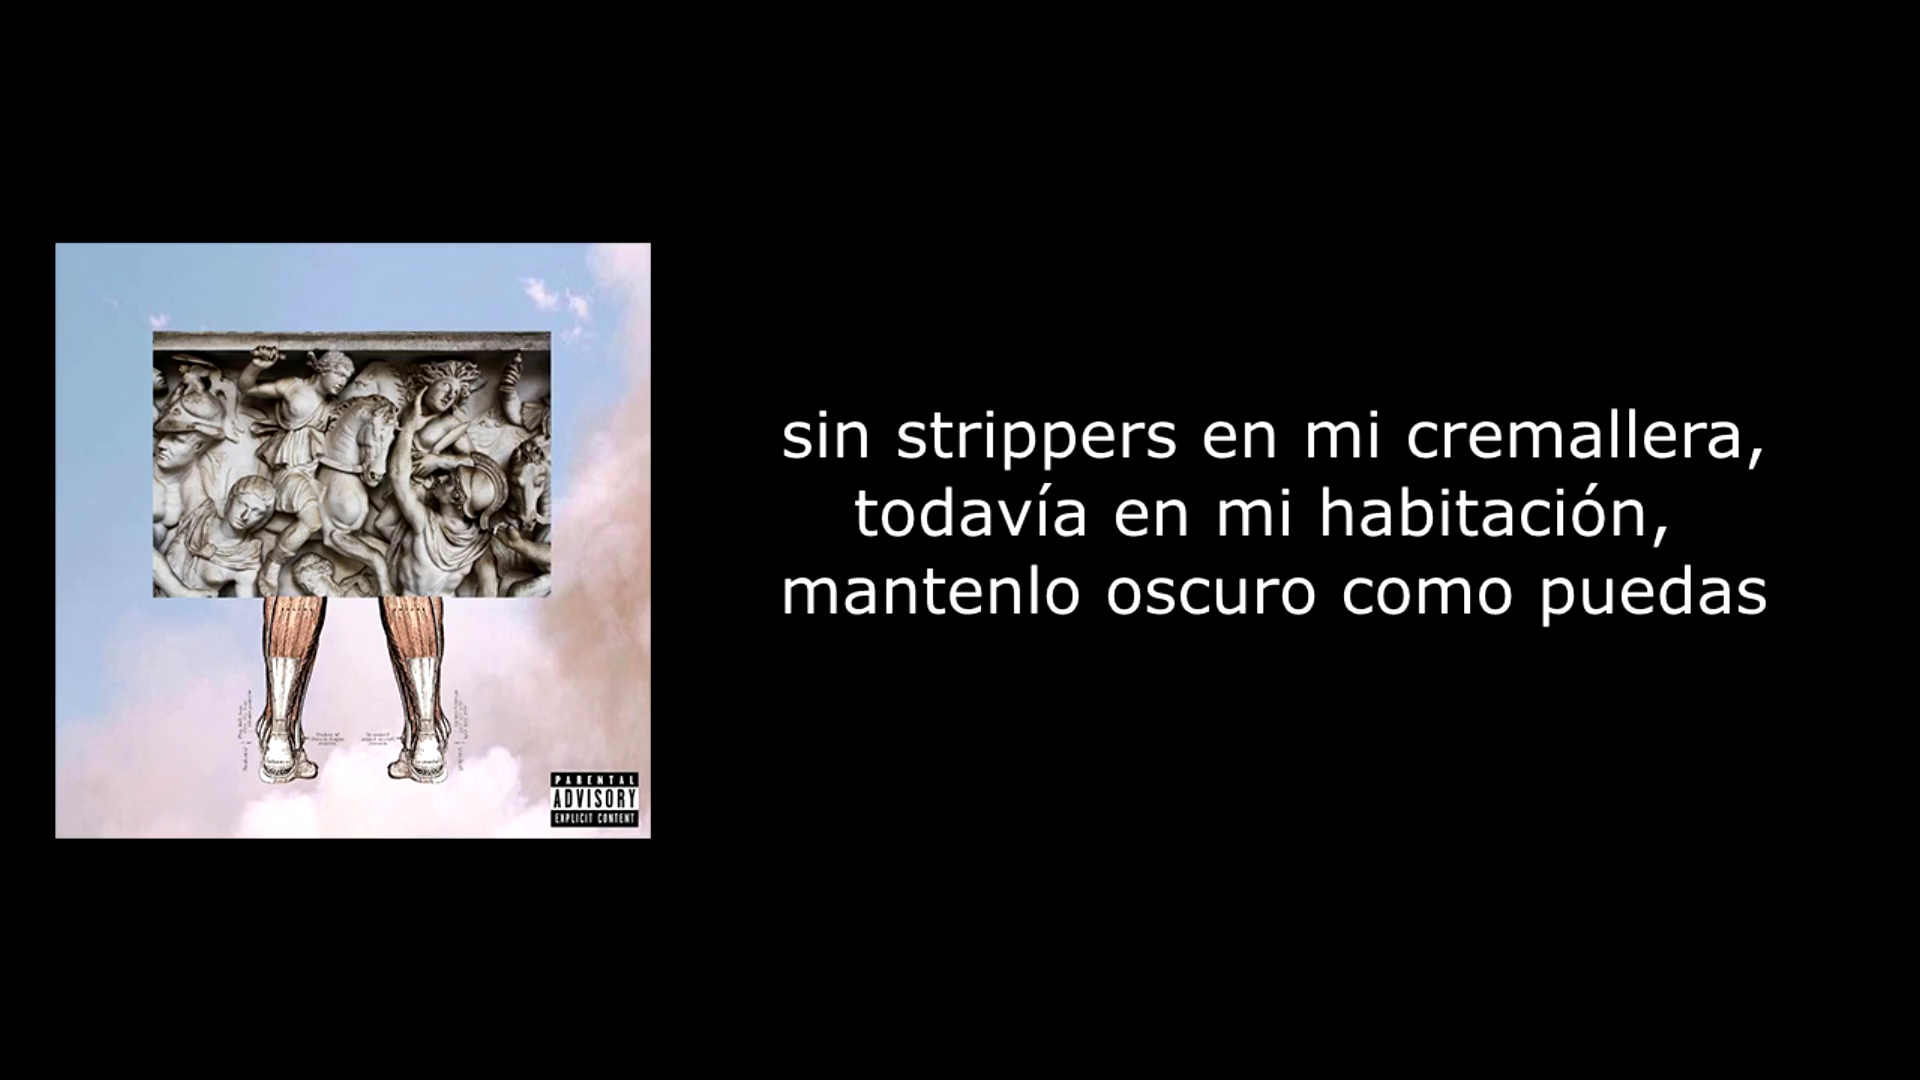 sin strippers en mi cremallera,
todavía en mi habitación,
mantenlo oscuro como puedas
PARENTAL
ADVISORY
EXPLICIT CONTENT